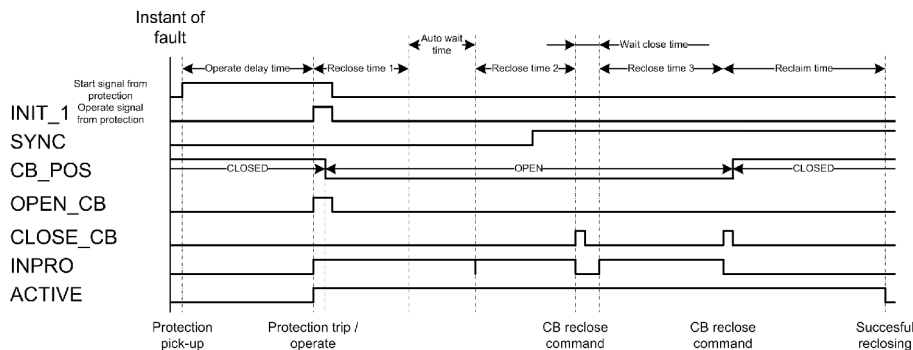 Instant of
fault
Auto wait
time
Wait close time
Operate delay time
Reclose time 1
Reclose time 2
Reclose time 3
Reclaim time
Start signal from
protection
INIT_1
Operate signal
from protection
SYNC
CB_POS
CLOSED
OPEN
CLOSED
OPEN_CB
CLOSE_CB
INPRO
ACTIVE
Protection
pick-up
Protection trip /
operate
CB reclose
command
CB reclose
command
Succesful
reclosing